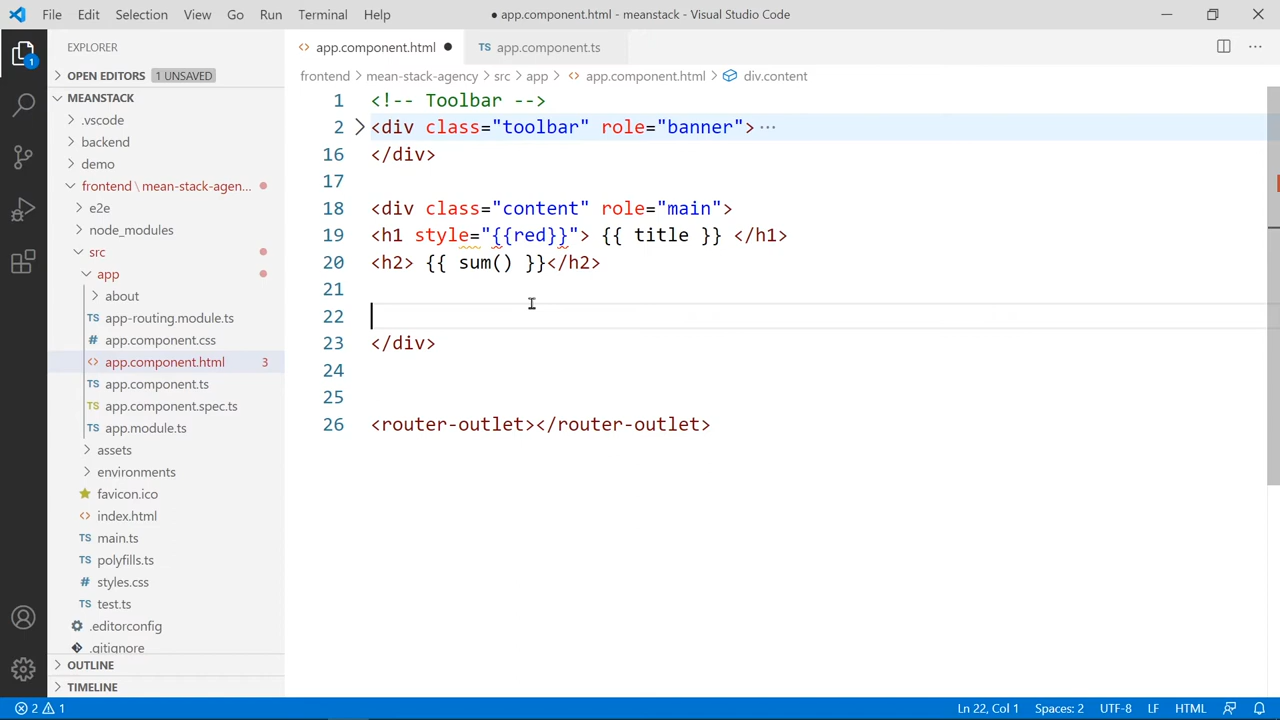 File Edit Selection View Go Run Terminal Help
● app.component.html - meanstack - Visual Studio Code
EXPLORER
OPEN EDITORS 1 UNSAVED
MEANSTACK
.vscode
backend
demo
frontend \ mean-stack-agen...
e2e
node_modules
src
app
about
app-routing.module.ts
app.component.css
app.component.html 3
app.component.ts
app.component.spec.ts
app.module.ts
assets
environments
favicon.ico
index.html
main.ts
polyfills.ts
styles.css
test.ts
.editorconfig
.gitignore
OUTLINE
TIMELINE
1
app.component.html ●
TS app.component.ts
frontend > mean-stack-agency > src > app > app.component.html > div.content
1 <!-- Toolbar -->
2 <div class="toolbar" role="banner"> ···
16 </div>
17
18 <div class="content" role="main">
19 <h1 style="{{red}}"> {{ title }} </h1>
20 <h2> {{ sum() }}</h2>
21
22
23 </div>
24
25
26 <router-outlet></router-outlet>
2 1
Ln 22, Col 1 Spaces: 2 UTF-8 LF HTML